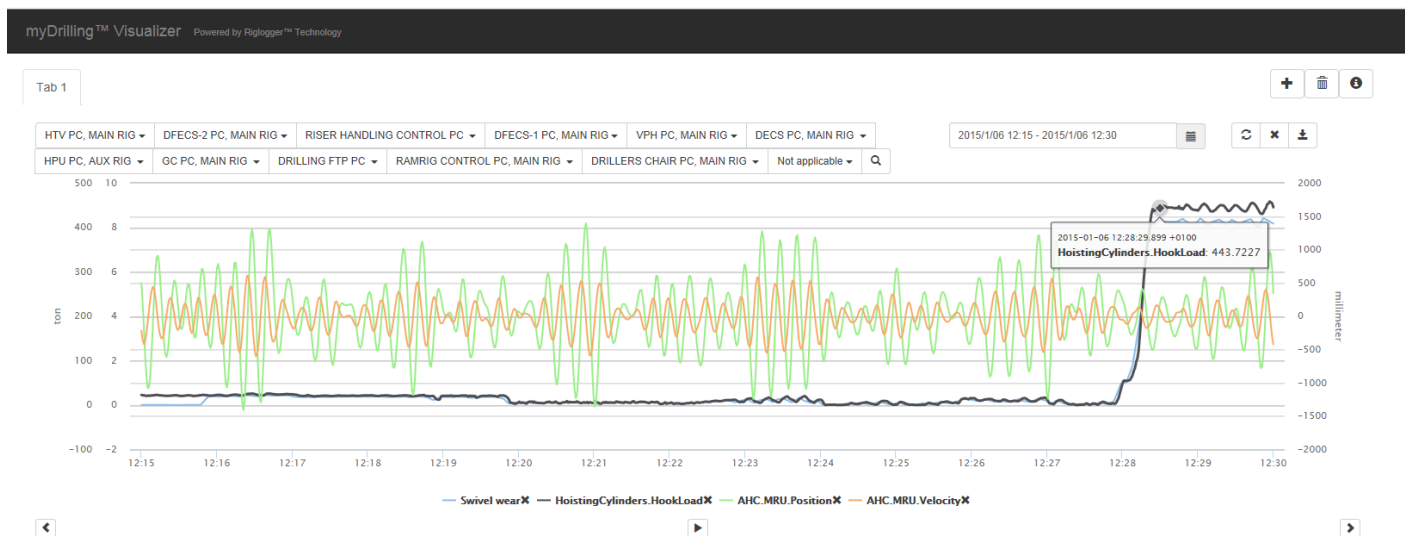 myDrilling™ Visualizer Powered by Riglogger™ Technology
Tab 1
HTV PC, MAIN RIG DFECS-2 PC, MAIN RIG RISER HANDLING CONTROL PC DFECS-1 PC, MAIN RIG VPH PC, MAIN RIG DECS PC, MAIN RIG 2015/1/06 12:15 - 2015/1/06 12:30
HPU PC, AUX RIG GC PC, MAIN RIG DRILLING FTP PC RAMRIG CONTROL PC, MAIN RIG DRILLERS CHAIR PC, MAIN RIG Not applicable
500 10 2000
400 8 1500
1000
300 6 500
200 4 0
100 2 -500
-1000
0 0 -1500
-100 -2 -2000
ton
millimeter
2015-01-06 12:28:29.899 +0100
HoistingCylinders.HookLoad: 443.7227
12:15 12:16 12:17 12:18 12:19 12:20 12:21 12:22 12:23 12:24 12:25 12:26 12:27 12:28 12:29 12:30
Swivel wear✖ HoistingCylinders.HookLoad✖ AHC.MRU.Position✖ AHC.MRU.Velocity✖